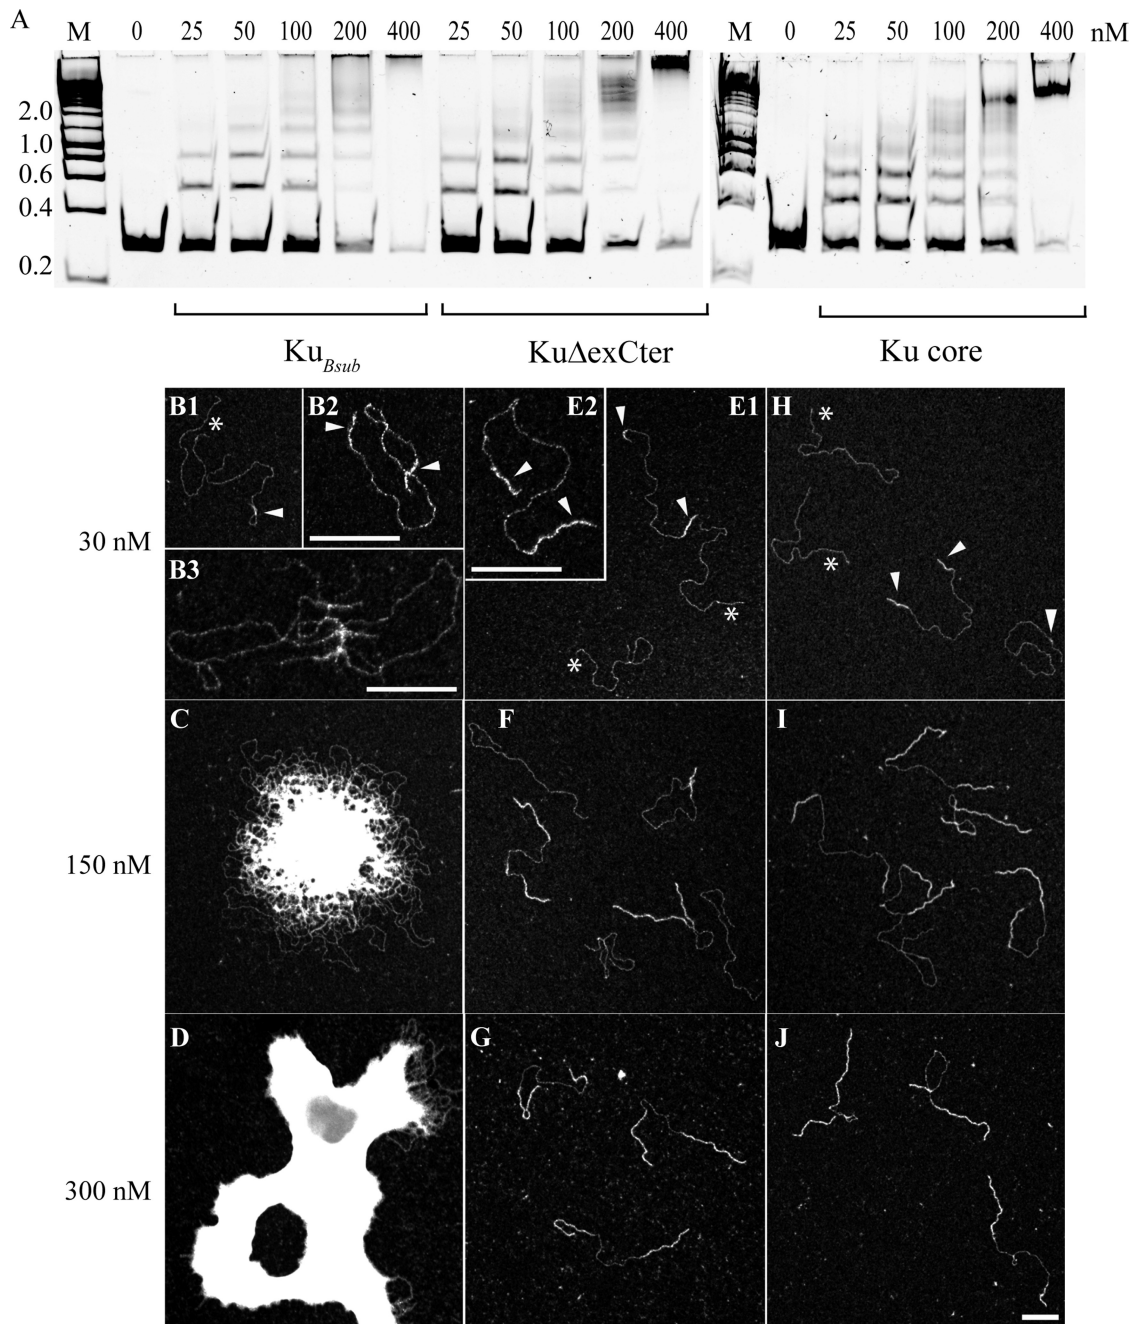 A
M 0 25 50 100 200 400 25 50 100 200 400 M 0 25 50 100 200 400 nM
2.0
1.0
0.6
0.4
0.2
Ku Bsub KuΔexCter Ku core
B1 B2 E2 E1 H
* * * * *
30 nM
B3
C F I
150 nM
D G J
300 nM